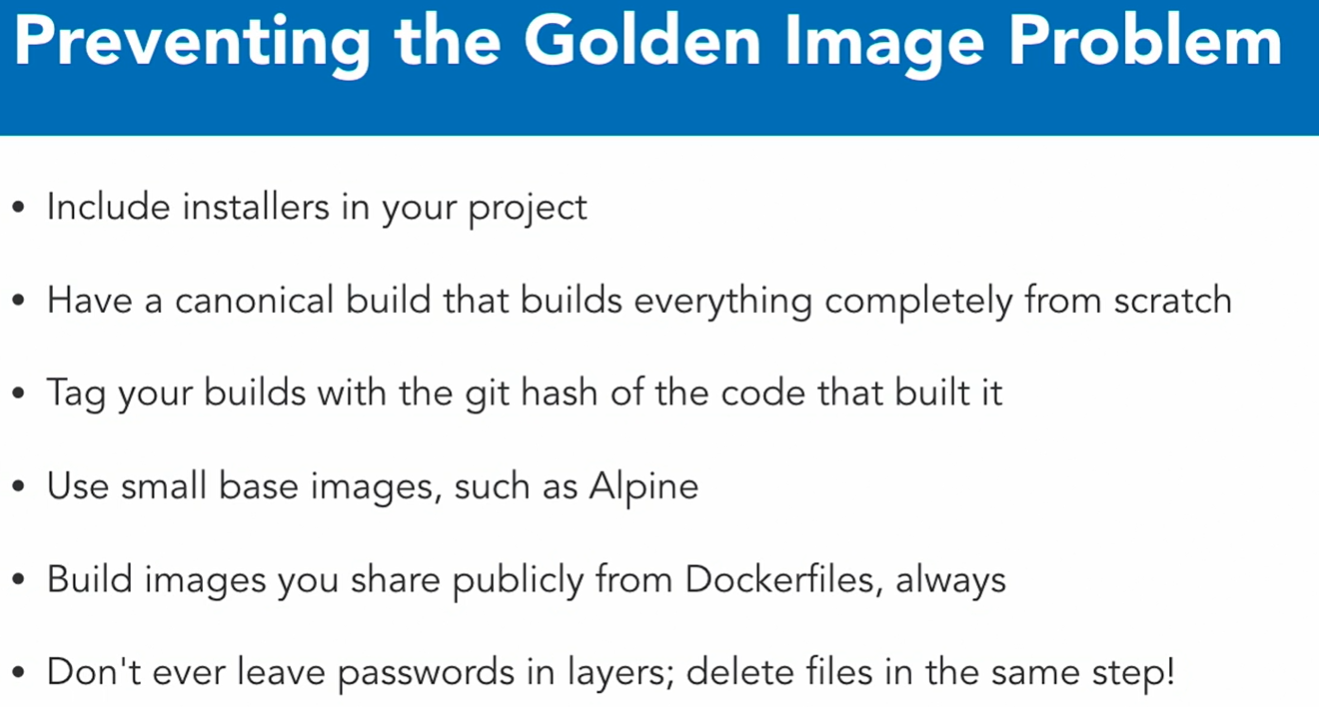 Preventing the Golden Image Problem
• Include installers in your project
• Have a canonical build that builds everything completely from scratch
• Tag your builds with the git hash of the code that built it
• Use small base images, such as Alpine
• Build images you share publicly from Dockerfiles, always
• Don't ever leave passwords in layers; delete files in the same step!